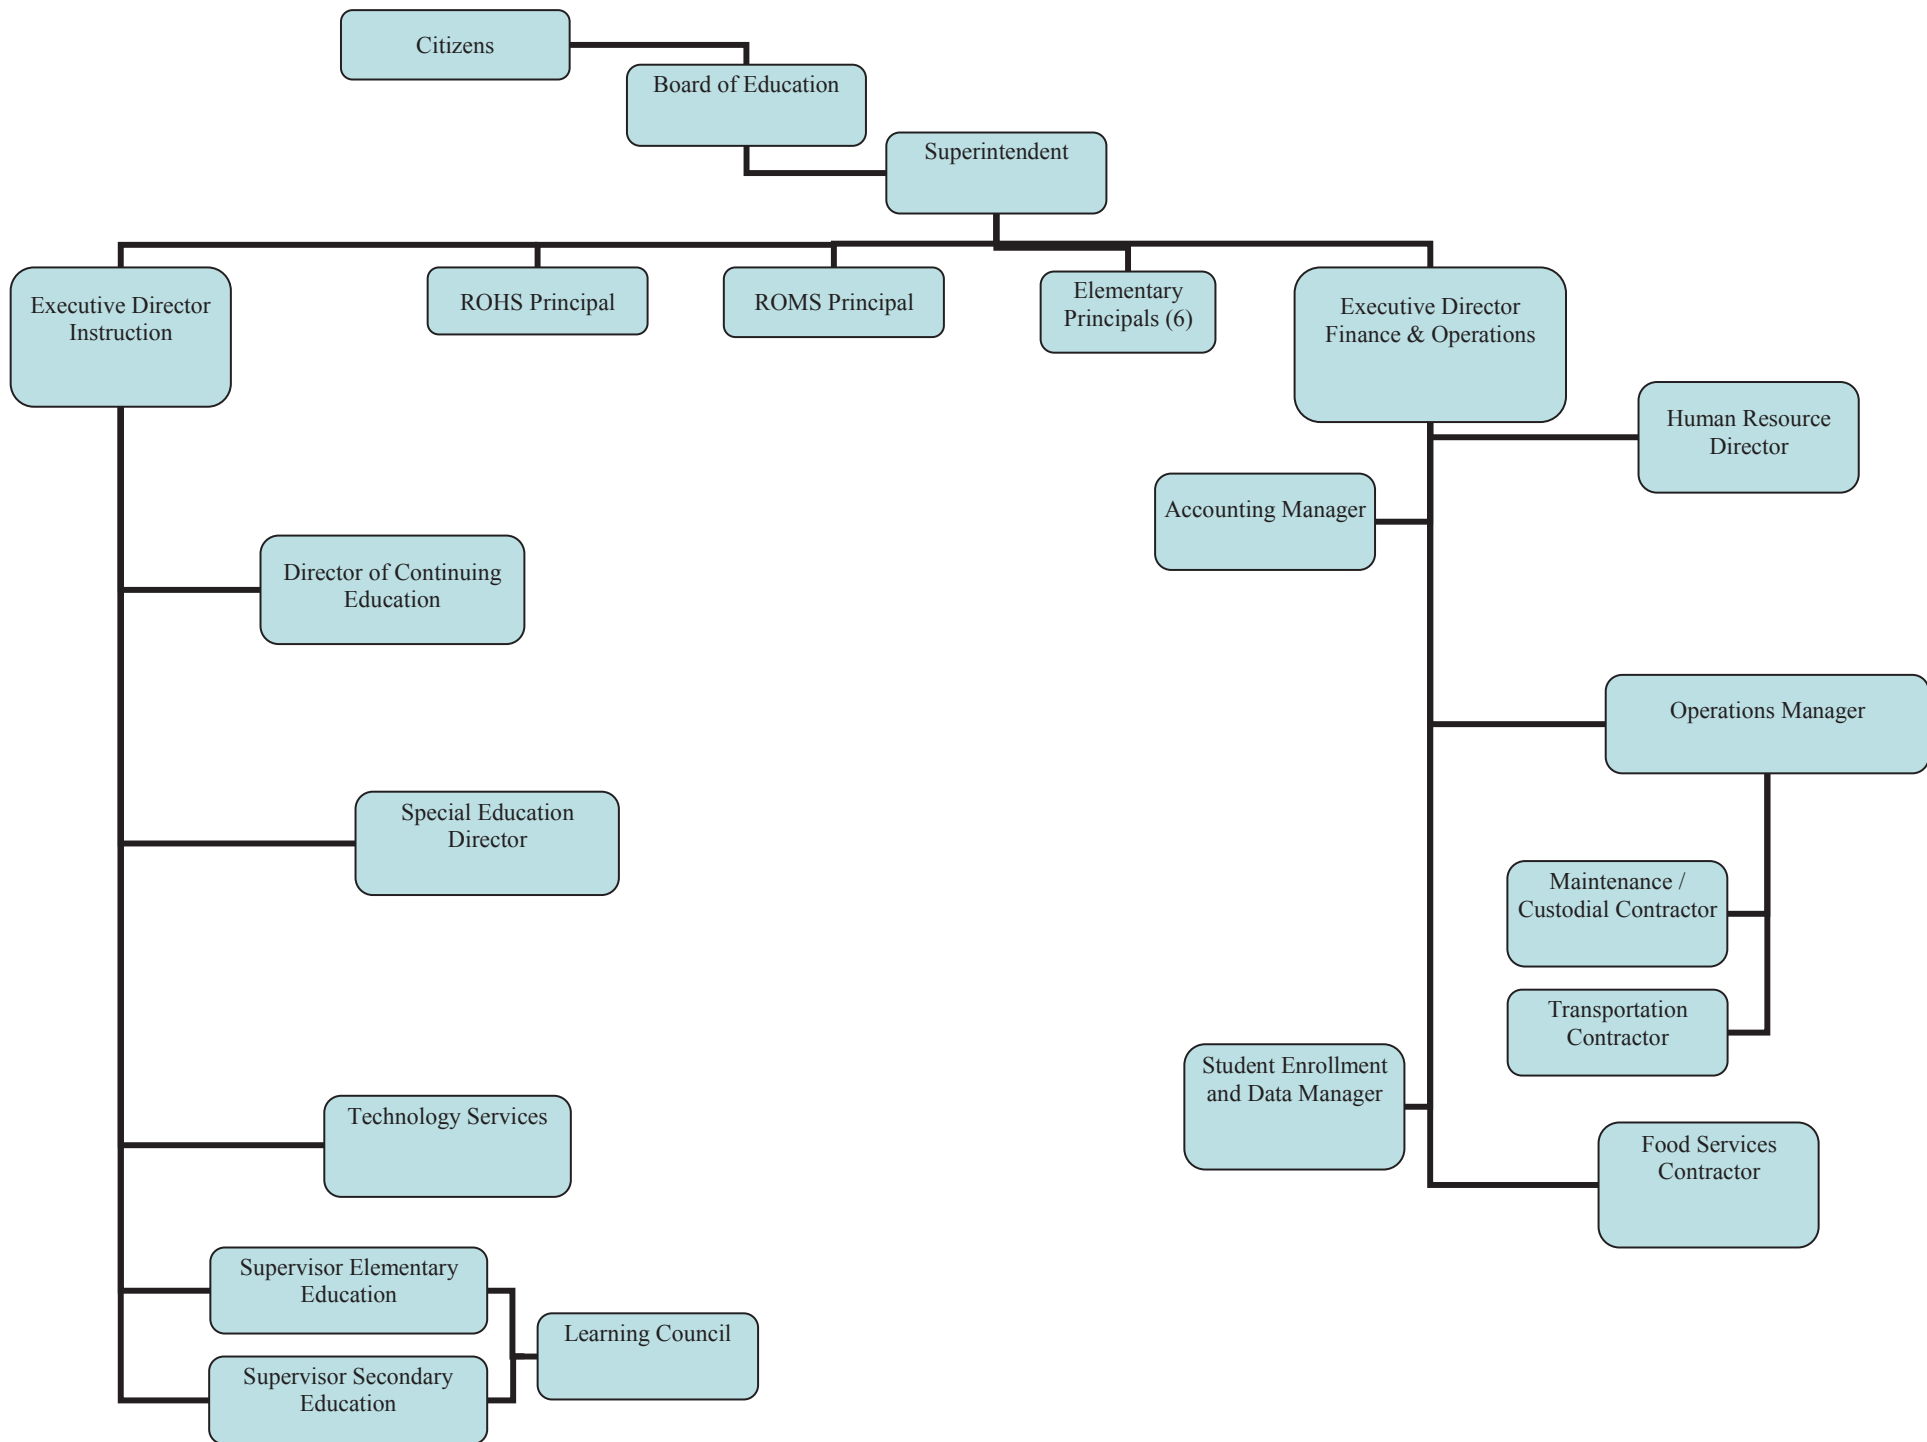 Citizens
Board of Education
Superintendent
Executive Director
Instruction
ROHS Principal
ROMS Principal
Elementary
Principals (6)
Executive Director
Finance & Operations
Human Resource
Director
Accounting Manager
Director of Continuing
Education
Operations Manager
Special Education
Director
Maintenance /
Custodial Contractor
Transportation
Contractor
Student Enrollment
and Data Manager
Technology Services
Food Services
Contractor
Supervisor Elementary
Education
Learning Council
Supervisor Secondary
Education